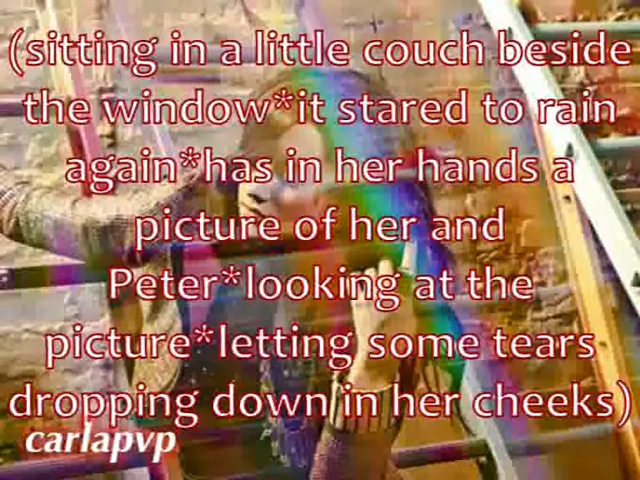 (sitting in a little couch beside
the window*it stared to rain
again*has in her hands a
picture of her and
Peter*looking at the
picture*letting some tears
dropping down in her cheeks)
carlapvp